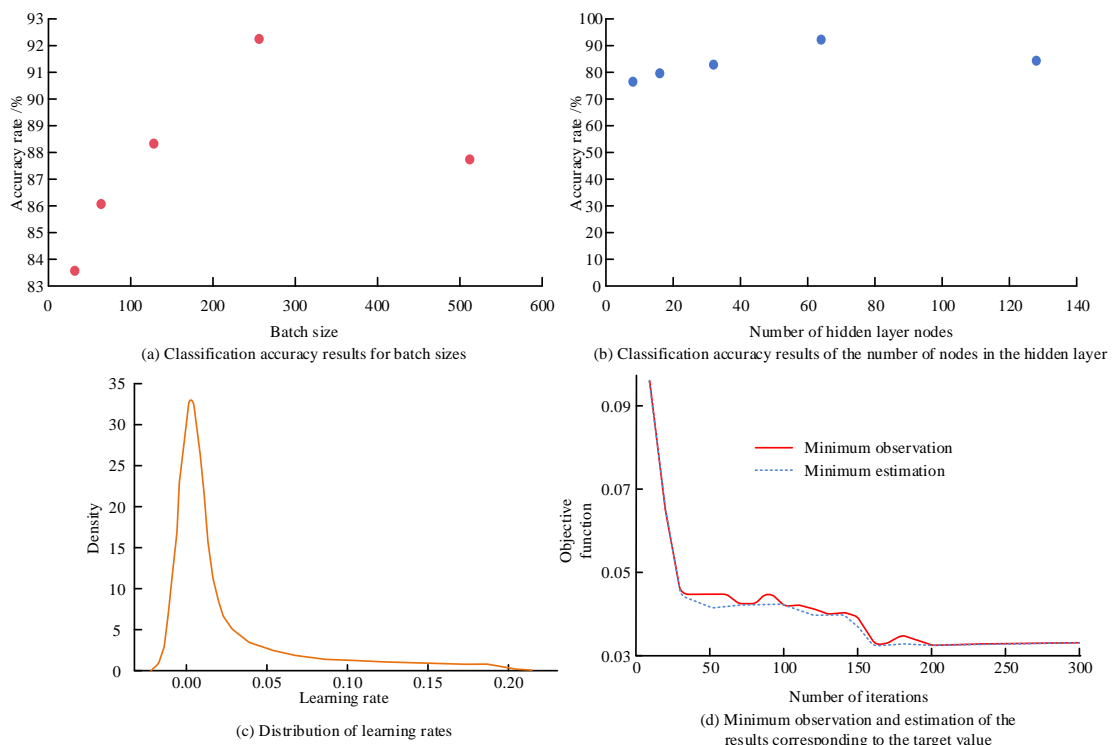 93
92
91
90
89
88
87
86
85
84
83
Accuracy rate /%
0 100 200 300 400 500 600
Batch size
(a) Classification accuracy results for batch sizes
100
90
80
70
60
50
40
30
20
10
0
Accuracy rate /%
0 20 40 60 80 100 120 140
Number of hidden layer nodes
(b) Classification accuracy results of the number of nodes in the hidden layer
35
30
25
20
15
10
5
0
Density
0.00 0.05 0.10 0.15 0.20
Learning rate
(c) Distribution of learning rates
0.09
0.07
0.05
0.03
Objective
function
Minimum observation
Minimum estimation
0 50 100 150 200 250 300
Number of iterations
(d) Minimum observation and estimation of the
results corresponding to the target value